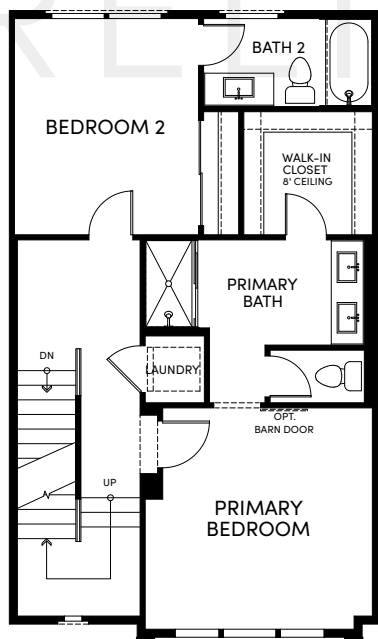 BATH 2
BEDROOM 2
WALK-IN
CLOSET
8' CEILING
PRIMARY
BATH
DN
LAUNDRY
OPT.
BARN DOOR
UP
PRIMARY
BEDROOM